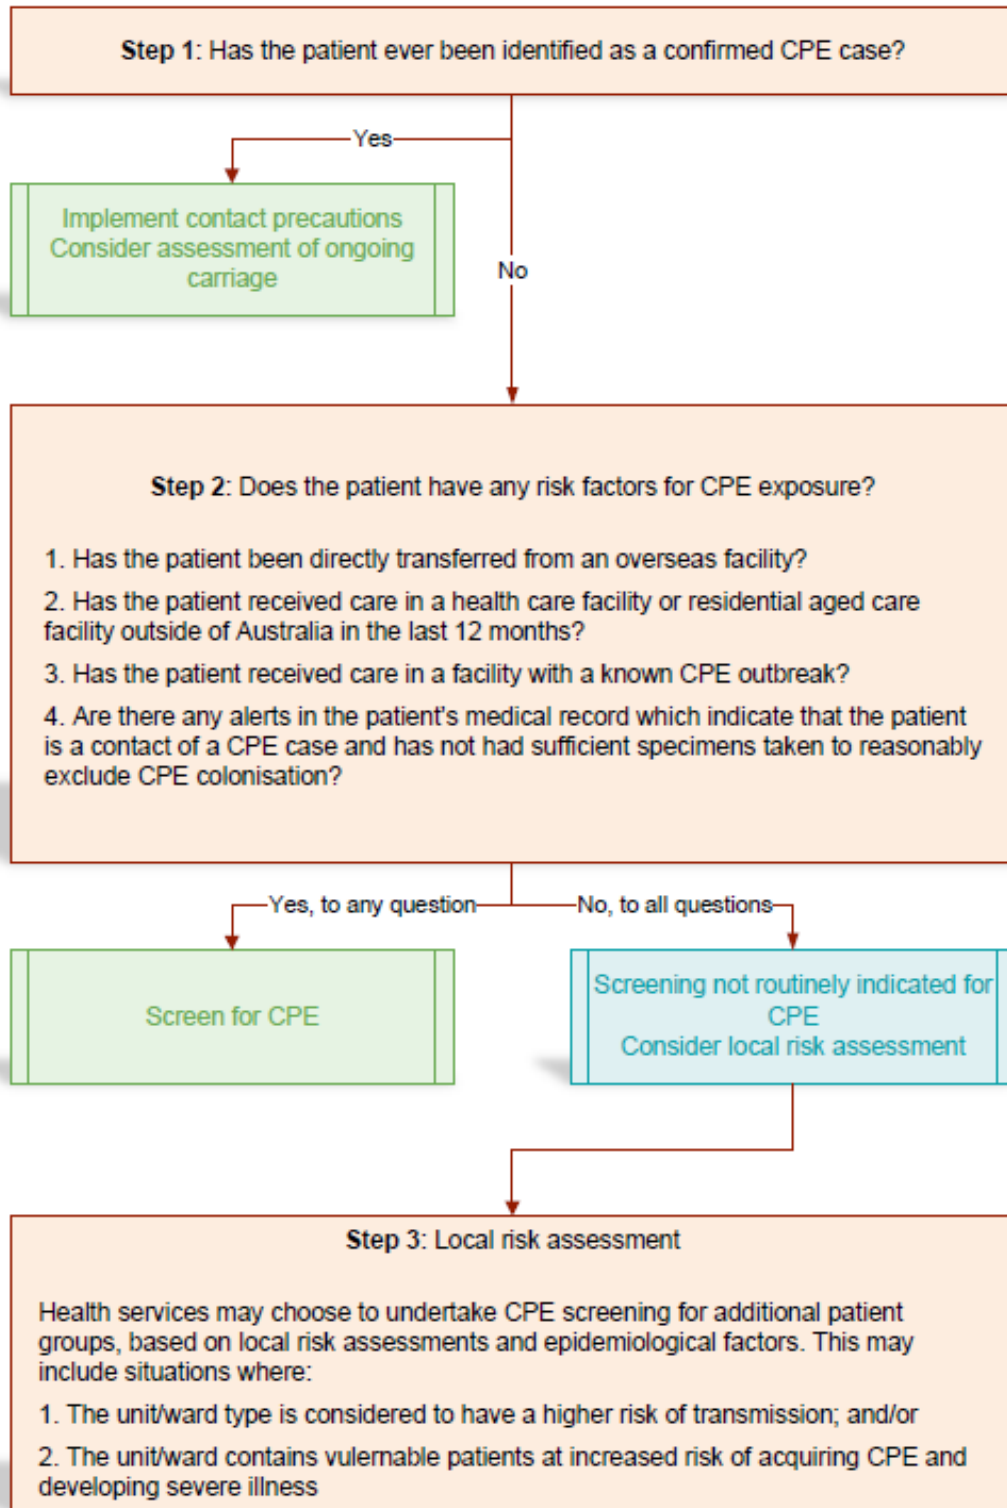 Step 1: Has the patient ever been identified as a confirmed CPE case?
Yes
Implement contact precautions
Consider assessment of ongoing
carriage
No
Step 2: Does the patient have any risk factors for CPE exposure?
1. Has the patient been directly transferred from an overseas facility?
2. Has the patient received care in a health care facility or residential aged care
facility outside of Australia in the last 12 months?
3. Has the patient received care in a facility with a known CPE outbreak?
4. Are there any alerts in the patient's medical record which indicate that the patient
is a contact of a CPE case and has not had sufficient specimens taken to reasonably
exclude CPE colonisation?
Yes, to any question
No, to all questions
Screen for CPE
Screening not routinely indicated for
CPE
Consider local risk assessment
Step 3: Local risk assessment
Health services may choose to undertake CPE screening for additional patient
groups, based on local risk assessments and epidemiological factors. This may
include situations where:
1. The unit/ward type is considered to have a higher risk of transmission; and/or
2. The unit/ward contains vulernable patients at increased risk of acquiring CPE and
developing severe illness